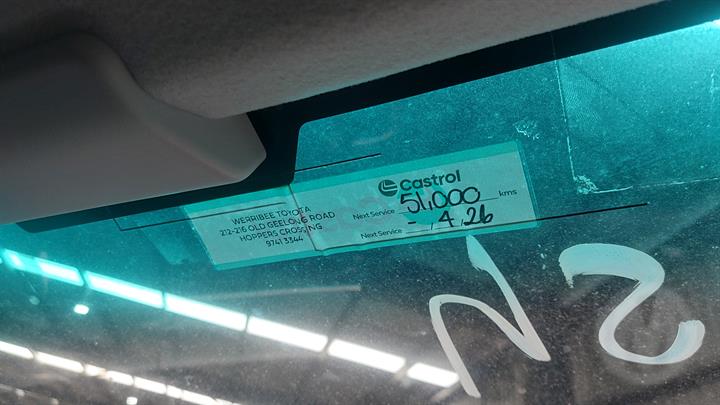 WERRIBEE TOYOTA
212-216 OLD GEELONG ROAD
HOPPERS CROSSING
9741 3344
Castrol
Next Service 51,000 kms
Next Service - , 4 , 26